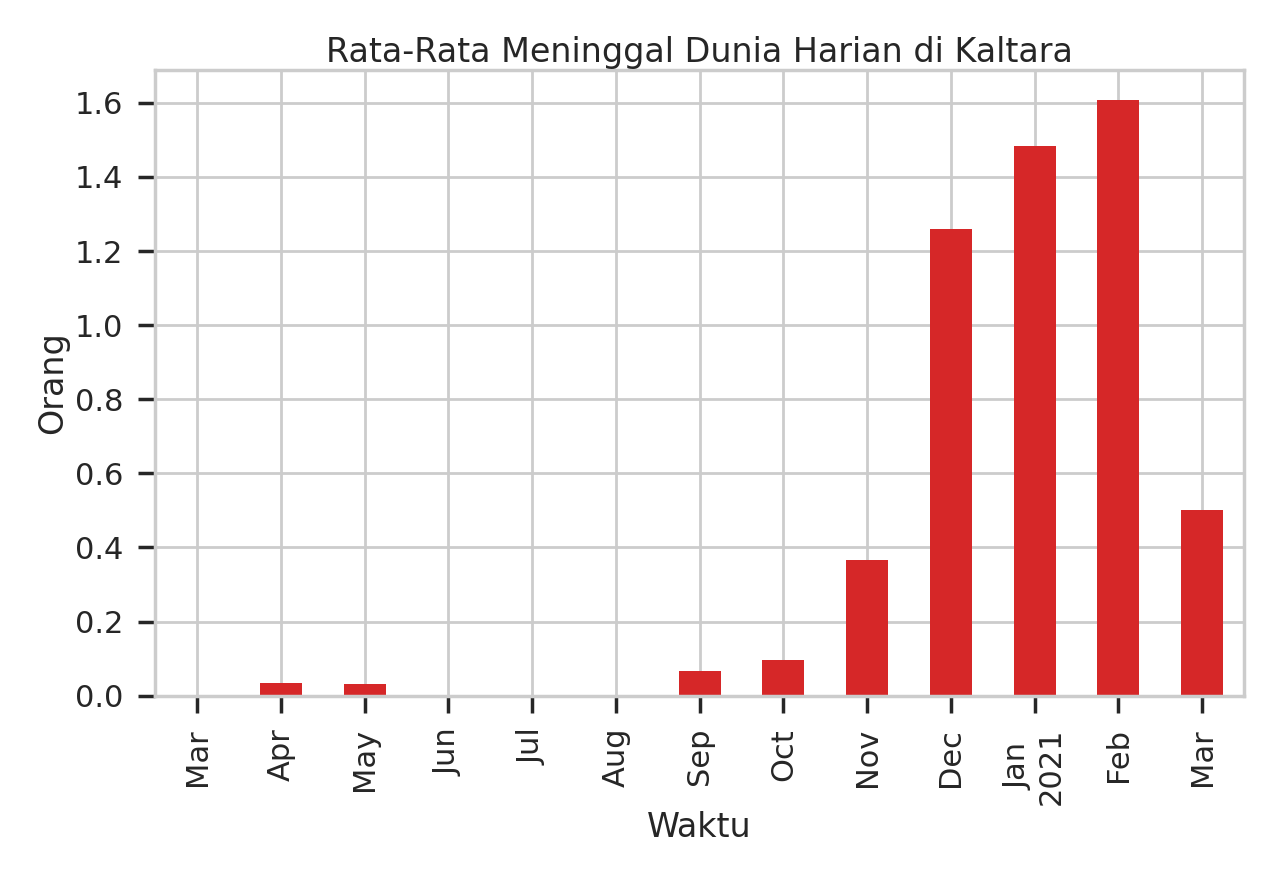 Rata-Rata Meninggal Dunia Harian di Kaltara
1.6
1.4
1.2
1.0
0.8
0.6
0.4
0.2
0.0
Orang
Mar
Apr
May
Jun
Jul
Aug
Sep
Oct
Nov
Dec
Jan
2021
Feb
Mar
Waktu